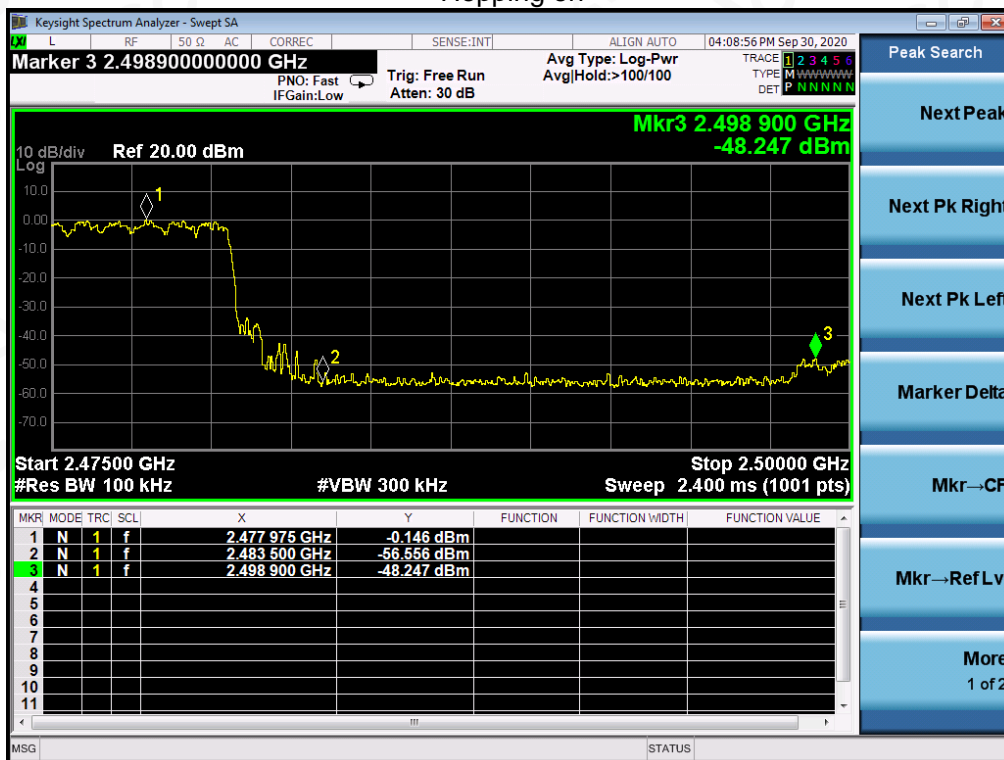 Hopping on
Keysight Spectrum Analyzer - Swept SA
LXI L RF 50 Ω AC CORREC SENSE:INT ALIGN AUTO 04:08:56 PM Sep 30, 2020
Marker 3 2.498900000000 GHz
PNO: Fast
IFGain:Low
Trig: Free Run
Atten: 30 dB
Avg Type: Log-Pwr
Avg|Hold:>100/100
TRACE 1 2 3 4 5 6
TYPE M WWWWW
DET P N N N N N
Mkr3 2.498 900 GHz
-48.247 dBm
10 dB/div Ref 20.00 dBm
Log
10.0
0.00
-10.0
-20.0
-30.0
-40.0
-50.0
-60.0
-70.0
1
2
3
Start 2.47500 GHz Stop 2.50000 GHz
#Res BW 100 kHz #VBW 300 kHz Sweep 2.400 ms (1001 pts)
MKR MODE TRC SCL X Y FUNCTION FUNCTION WIDTH FUNCTION VALUE
1 N 1 f 2.477 975 GHz -0.146 dBm
2 N 1 f 2.483 500 GHz -56.556 dBm
3 N 1 f 2.498 900 GHz -48.247 dBm
4
5
6
7
8
9
10
11
MSG STATUS
Peak Search
Next Peak
Next Pk Right
Next Pk Left
Marker Delta
Mkr→CF
Mkr→Ref Lv
More
1 of 2